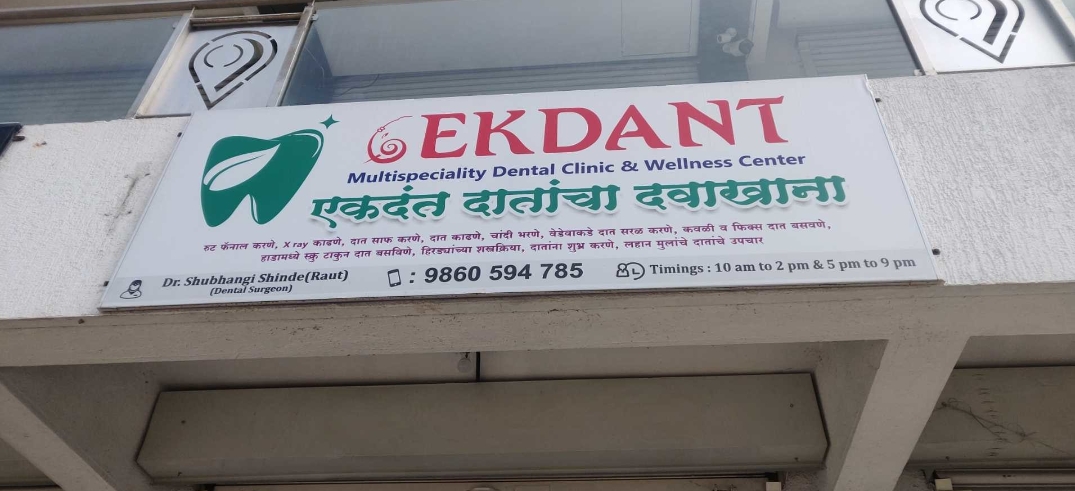 EKDANT
Multispeciality Dental Clinic & Wellness Center
एकदंत दातांचा दवाखाना
रुट कॅनाल करणे, X ray काढणे, दात साफ करणे, दात काढणे, चांदी भरणे, वेडेवाकडे दात सरळ करणे, कवळी व फिक्स दात बसवणे,
हाडामध्ये स्क्रु टाकुन दात बसविणे, हिरड्यांच्या शस्त्रक्रिया, दातांना शुभ्र करणे, लहान मुलांचे दातांचे उपचार
Dr. Shubhangi Shinde(Raut)
(Dental Surgeon)
: 9860 594 785
Timings : 10 am to 2 pm & 5 pm to 9 pm